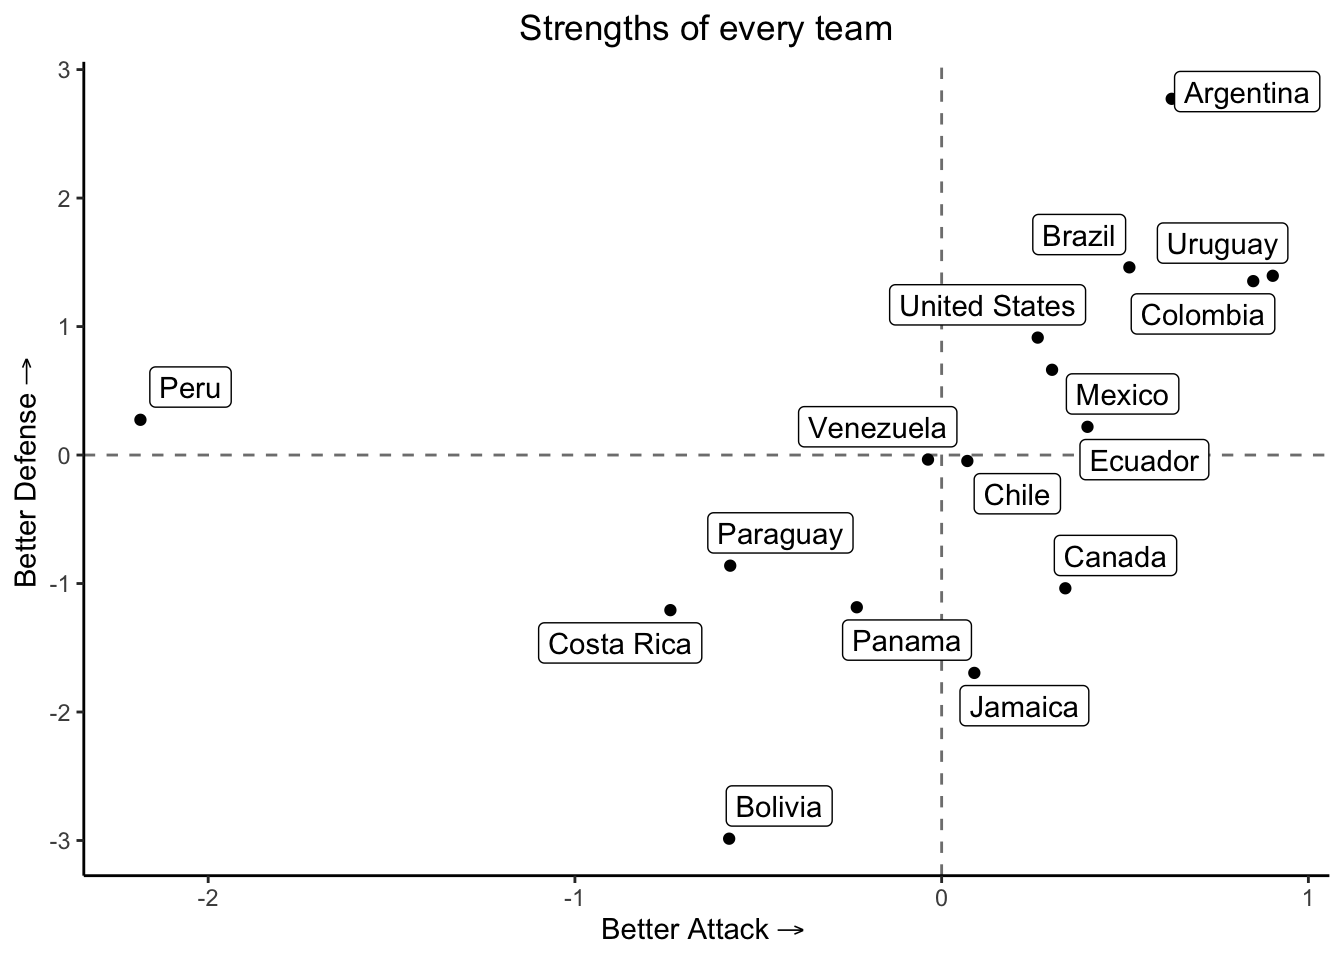 Strengths of every team
3
Argentina
2
Brazil
Uruguay
United States
Colombia
1
Peru
Mexico
Venezuela
0
Ecuador
Chile
Paraguay
Canada
-1
Costa Rica
Panama
-2
Jamaica
Bolivia
-3
Better Defense →
-2
-1
0
1
Better Attack →